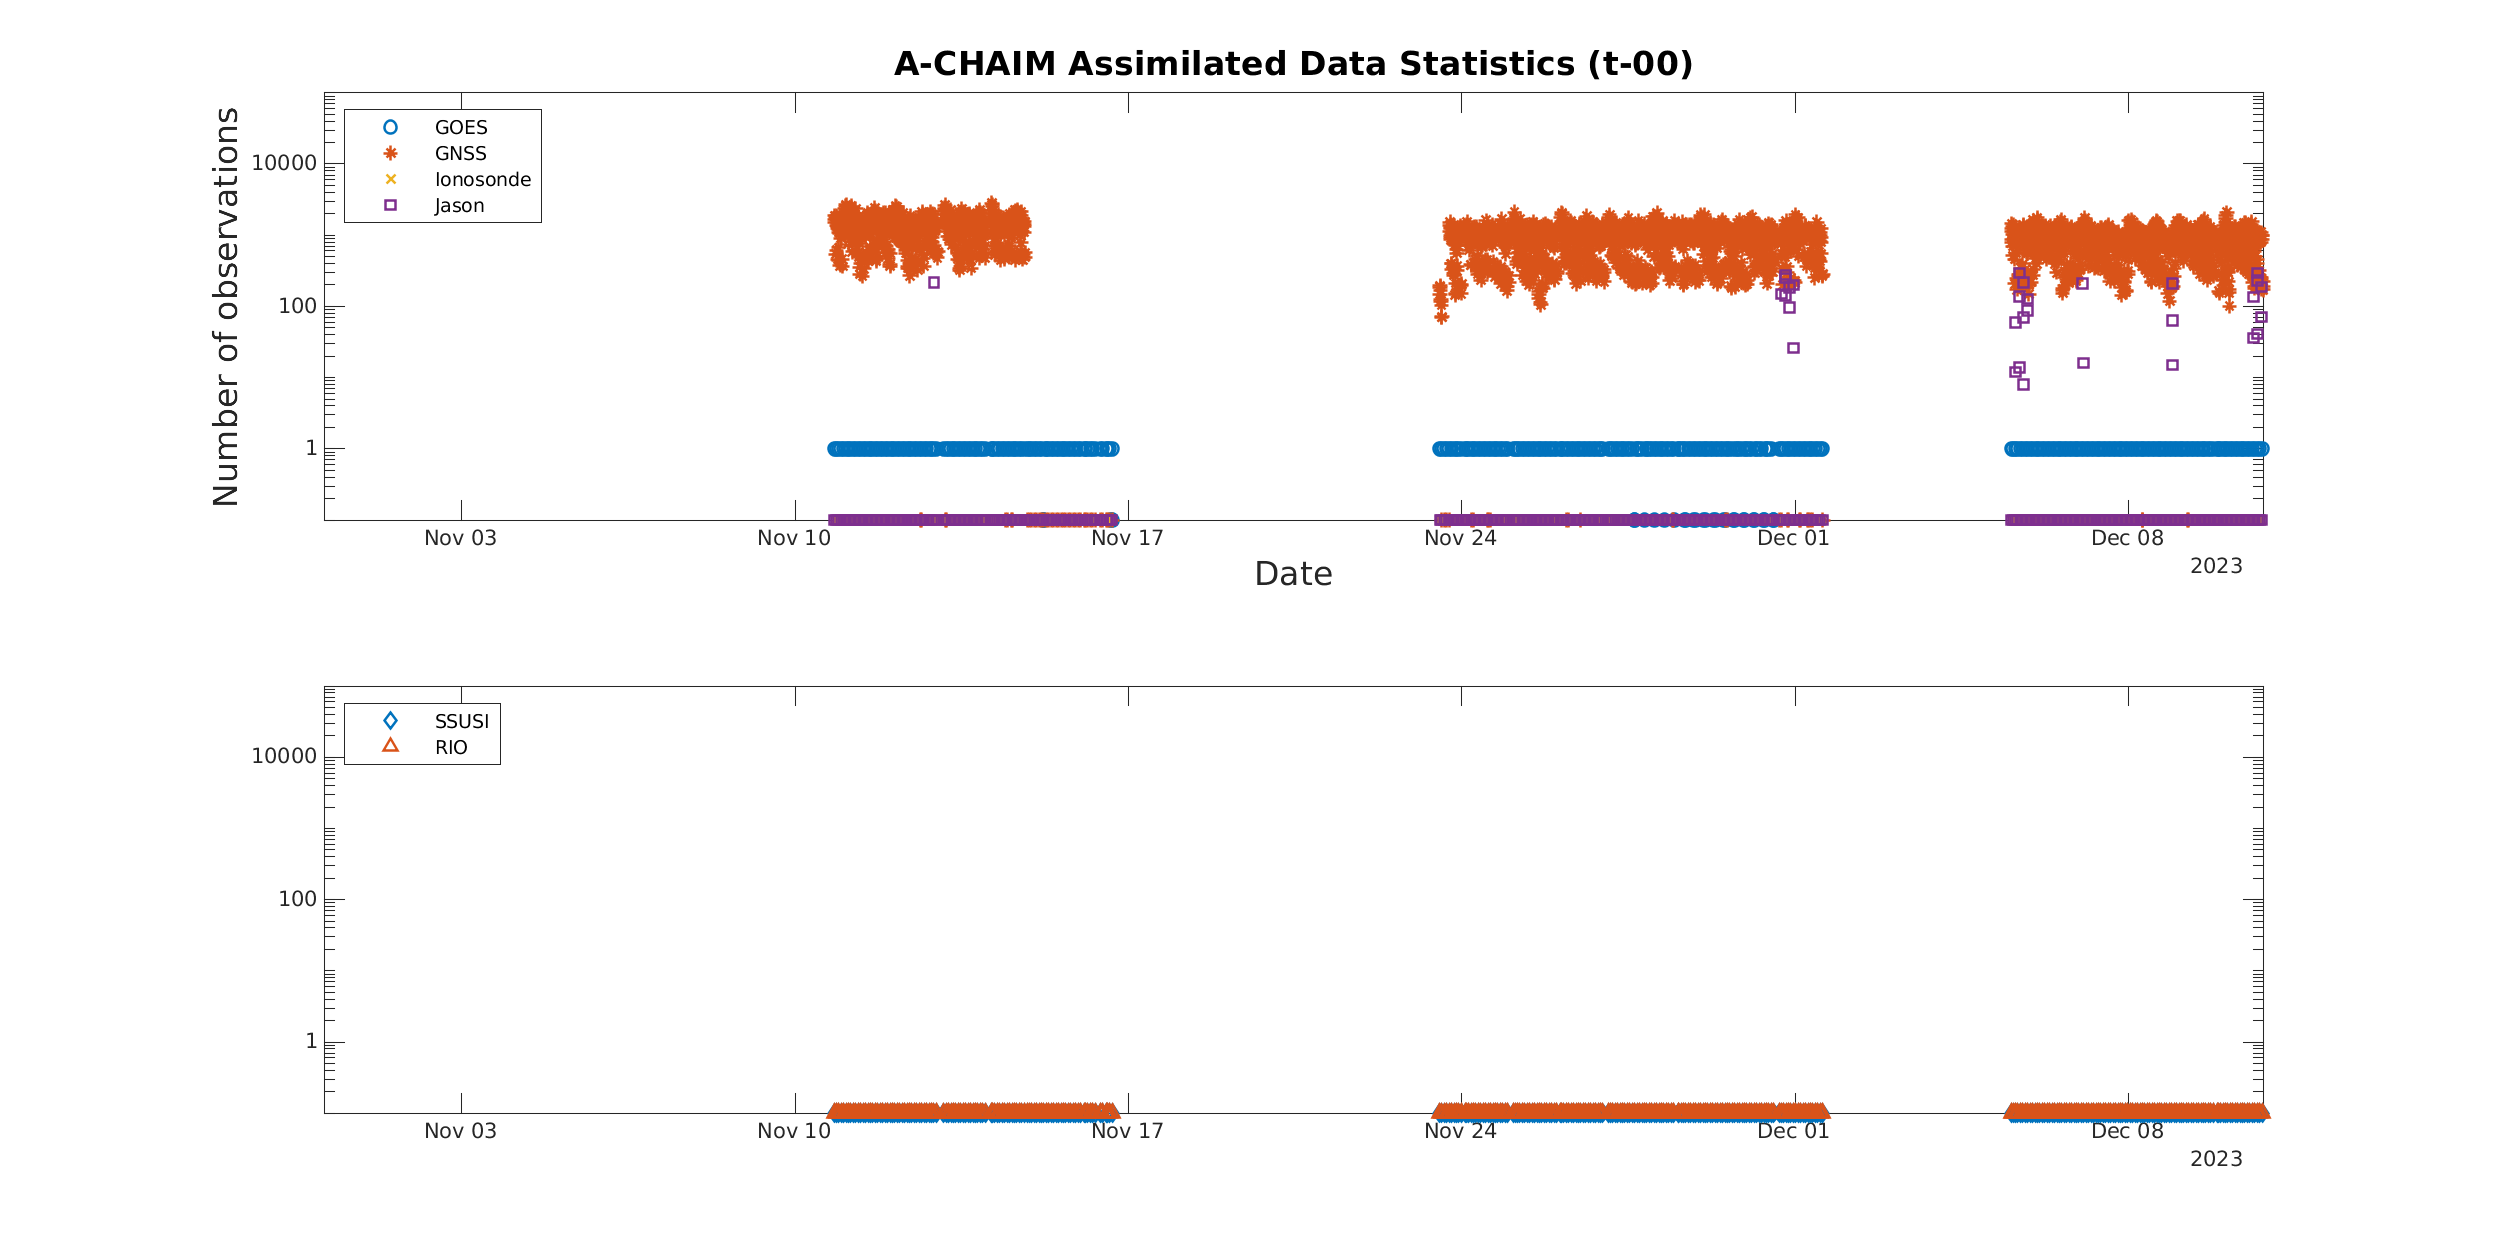 A-CHAIM Assimilated Data Statistics (t-00)
Number of observations
GOES
GNSS
Ionosonde
Jason
10000
100
1
Nov 03
Nov 10
Nov 17
Nov 24
Dec 01
Dec 08
2023
Date
SSUSI
RIO
10000
100
1
Nov 03
Nov 10
Nov 17
Nov 24
Dec 01
Dec 08
2023